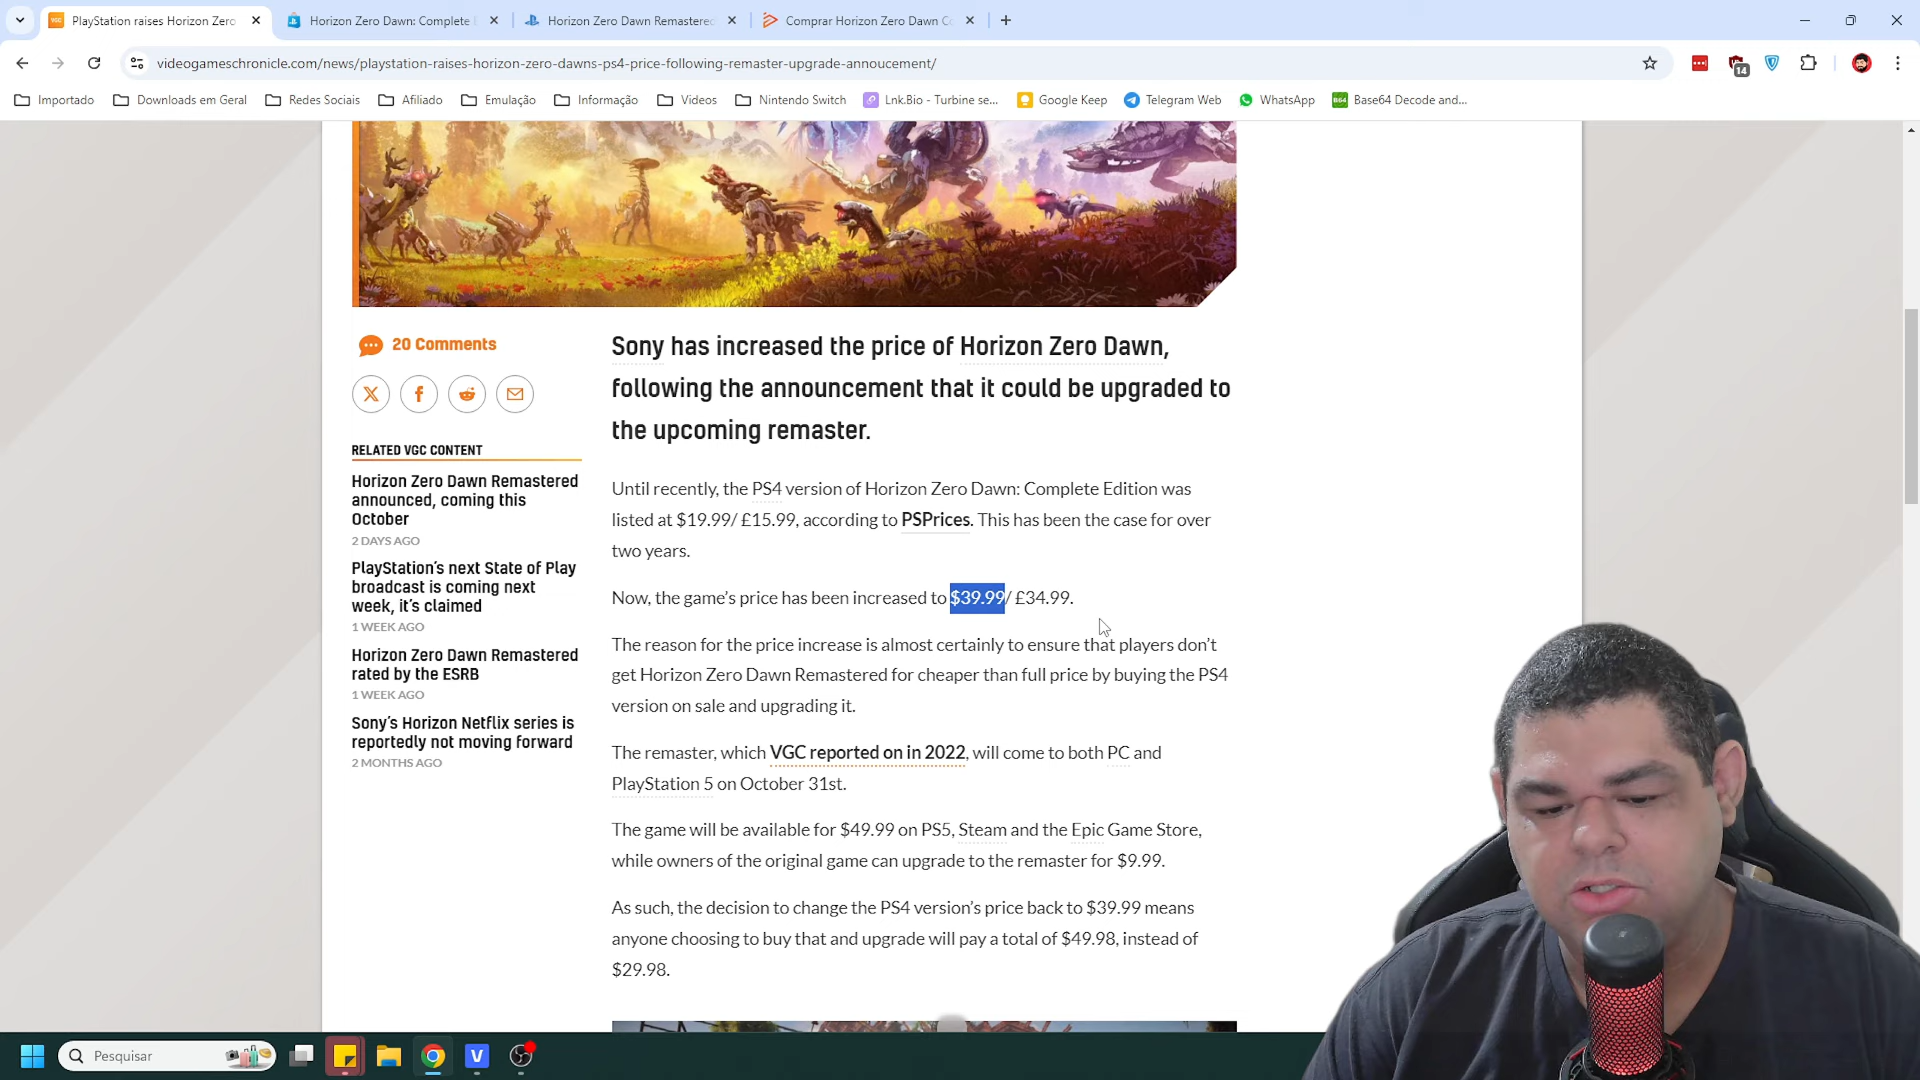 PlayStation raises Horizon Zero
Horizon Zero Dawn: Complete
Horizon Zero Dawn Remastered
Comprar Horizon Zero Dawn Co
videogameschronicle.com/news/playstation-raises-horizon-zero-dawns-ps4-price-following-remaster-upgrade-annoucement/
14
Importado
Downloads em Geral
Redes Sociais
Afiliado
Emulação
Informação
Videos
Nintendo Switch
Lnk.Bio - Turbine se...
Google Keep
Telegram Web
WhatsApp
Base64 Decode and...
20 Comments
RELATED VGC CONTENT
Horizon Zero Dawn Remastered
announced, coming this
October
2 DAYS AGO
PlayStation's next State of Play
broadcast is coming next
week, it's claimed
1 WEEK AGO
Horizon Zero Dawn Remastered
rated by the ESRB
1 WEEK AGO
Sony's Horizon Netflix series is
reportedly not moving forward
2 MONTHS AGO
Sony has increased the price of Horizon Zero Dawn,
following the announcement that it could be upgraded to
the upcoming remaster.
Until recently, the PS4 version of Horizon Zero Dawn: Complete Edition was
listed at $19.99/ £15.99, according to PSPrices. This has been the case for over
two years.
Now, the game's price has been increased to $39.99/ £34.99.
The reason for the price increase is almost certainly to ensure that players don't
get Horizon Zero Dawn Remastered for cheaper than full price by buying the PS4
version on sale and upgrading it.
The remaster, which VGC reported on in 2022, will come to both PC and
PlayStation 5 on October 31st.
The game will be available for $49.99 on PS5, Steam and the Epic Game Store,
while owners of the original game can upgrade to the remaster for $9.99.
As such, the decision to change the PS4 version's price back to $39.99 means
anyone choosing to buy that and upgrade will pay a total of $49.98, instead of
$29.98.
Pesquisar